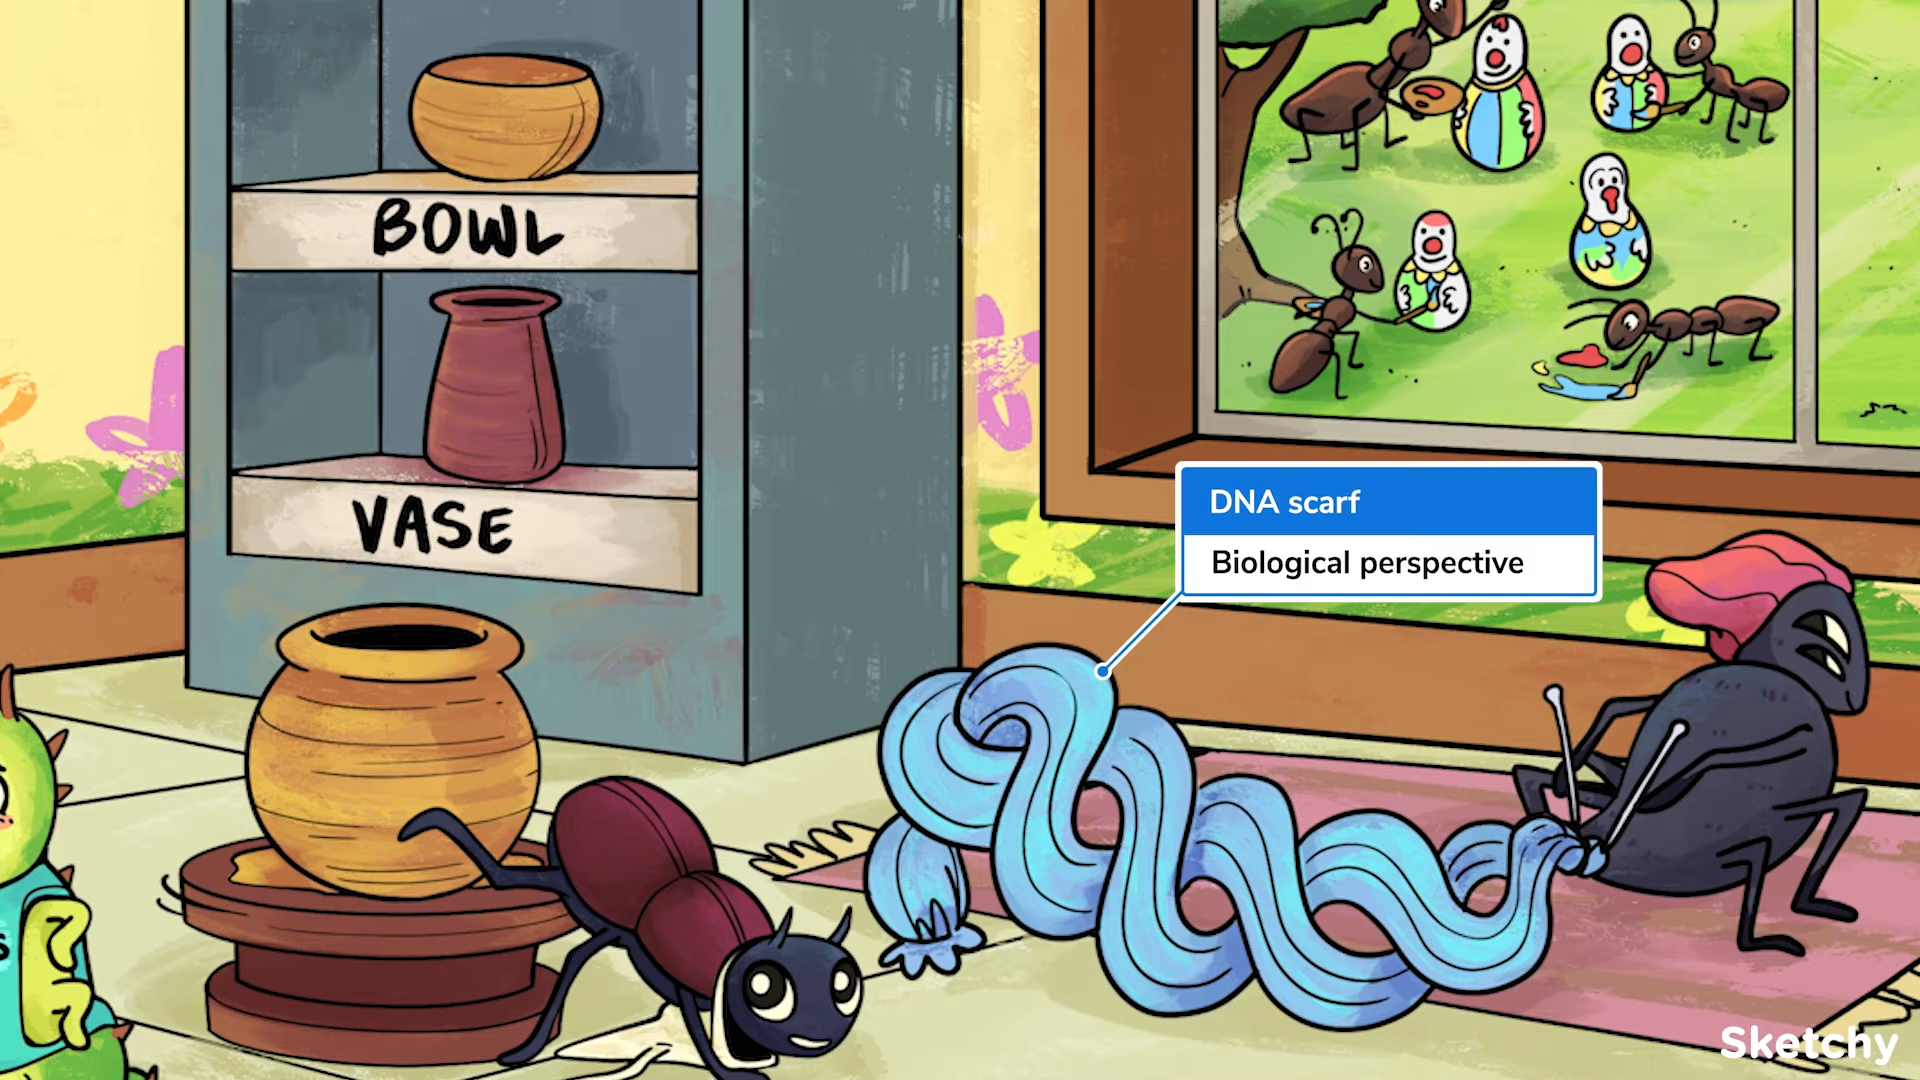 BOWL
VASE
DNA scarf
Biological perspective
S
Sketchy